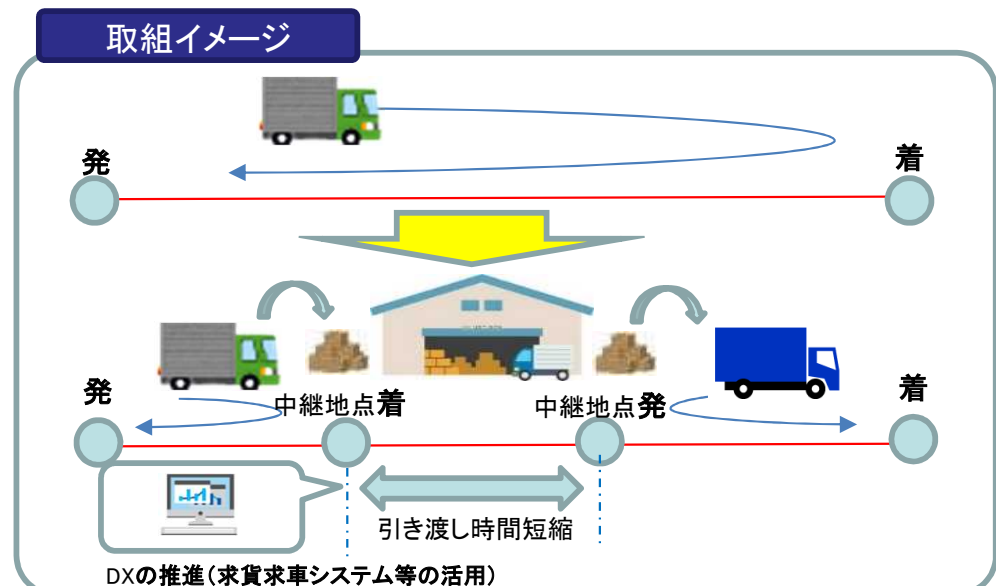 取組イメージ
発
着
発
中継地点着
中継地点発
着
引き渡し時間短縮
DXの推進(求貨求車システム等の活用)